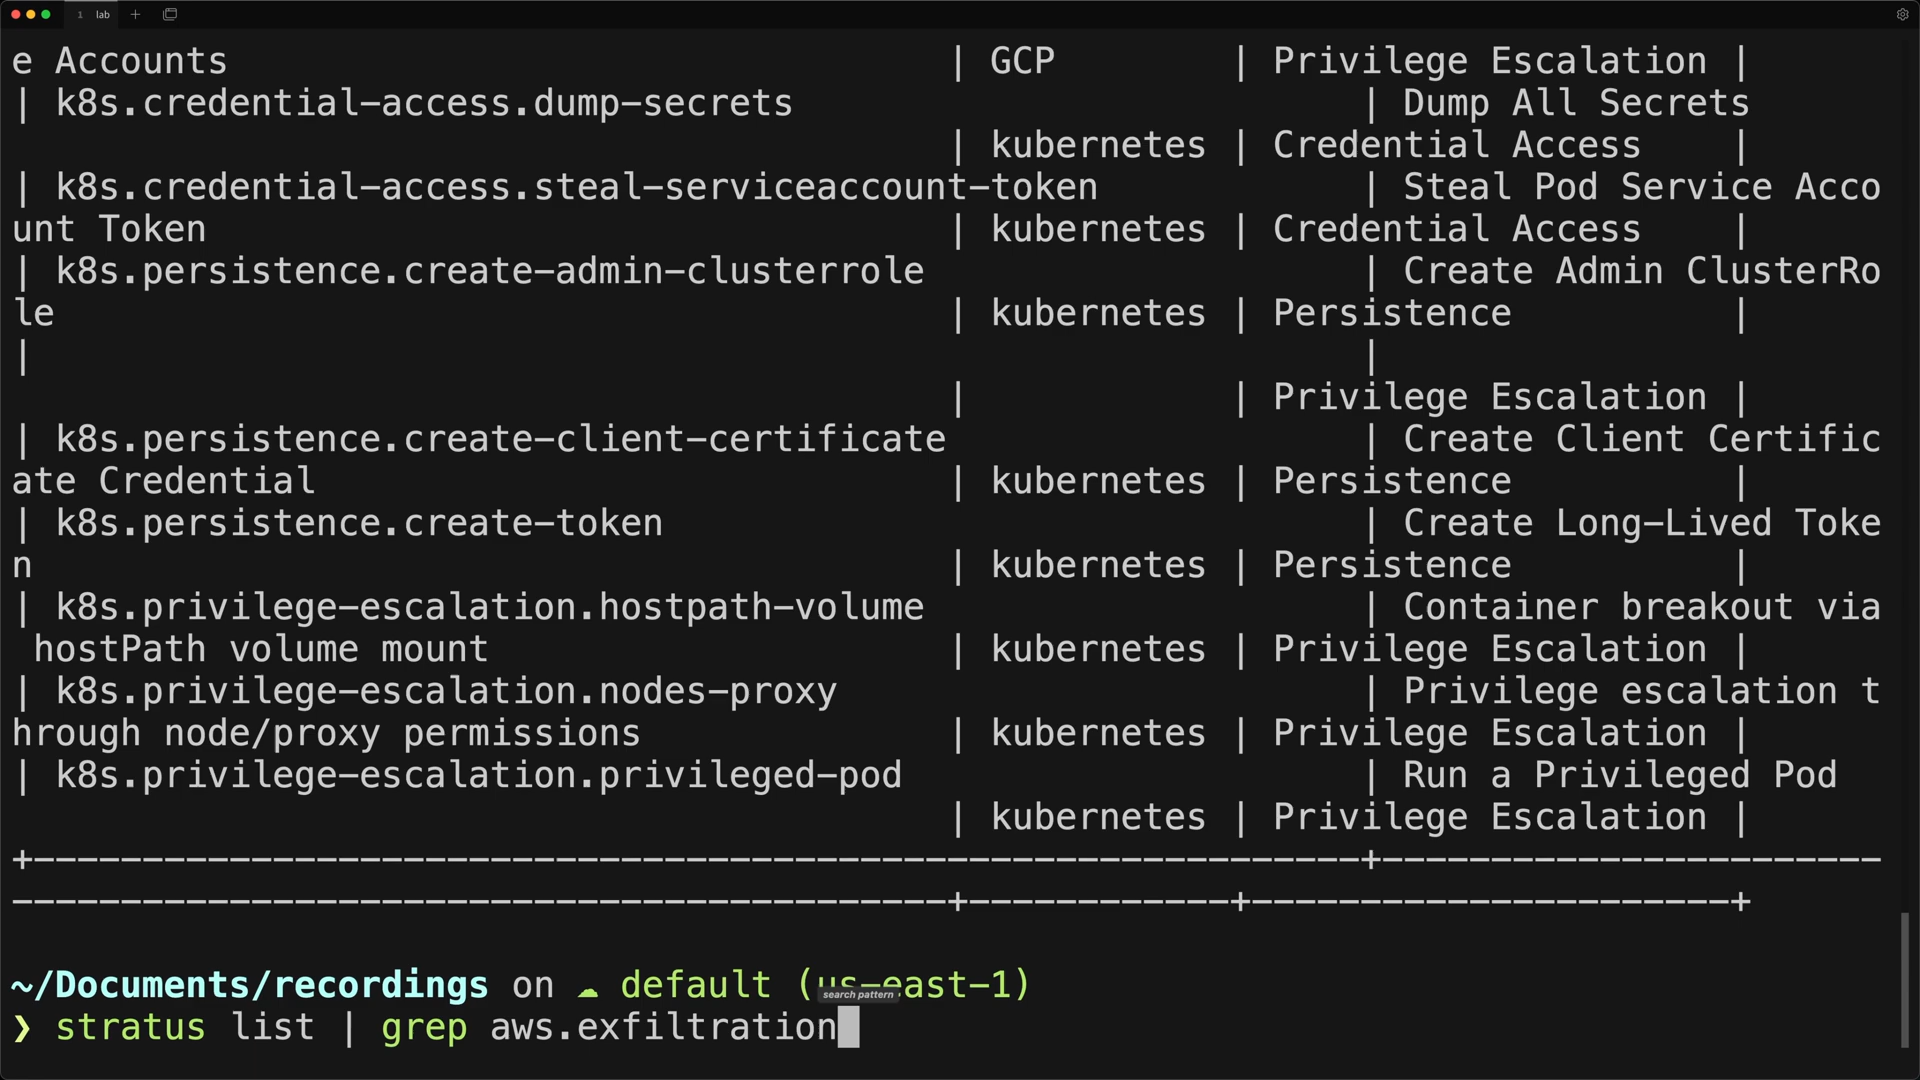 1 lab +
e Accounts | GCP | Privilege Escalation |
| k8s.credential-access.dump-secrets | Dump All Secrets
| kubernetes | Credential Access |
| k8s.credential-access.steal-serviceaccount-token | Steal Pod Service Acco
unt Token | kubernetes | Credential Access |
| k8s.persistence.create-admin-clusterrole | Create Admin ClusterRo
le | kubernetes | Persistence |
| |
| | Privilege Escalation |
| k8s.persistence.create-client-certificate | Create Client Certific
ate Credential | kubernetes | Persistence |
| k8s.persistence.create-token | Create Long-Lived Toke
n | kubernetes | Persistence |
| k8s.privilege-escalation.hostpath-volume | Container breakout via
hostPath volume mount | kubernetes | Privilege Escalation |
| k8s.privilege-escalation.nodes-proxy | Privilege escalation t
hrough node/proxy permissions | kubernetes | Privilege Escalation |
| k8s.privilege-escalation.privileged-pod | Run a Privileged Pod
| kubernetes | Privilege Escalation |
+--------------------------------------------------------------+-----------------------
-------------------------------------------+------------+----------------------+
~/Documents/recordings on ☁ default (us-east-1)
search pattern
❯ stratus list | grep aws.exfiltration